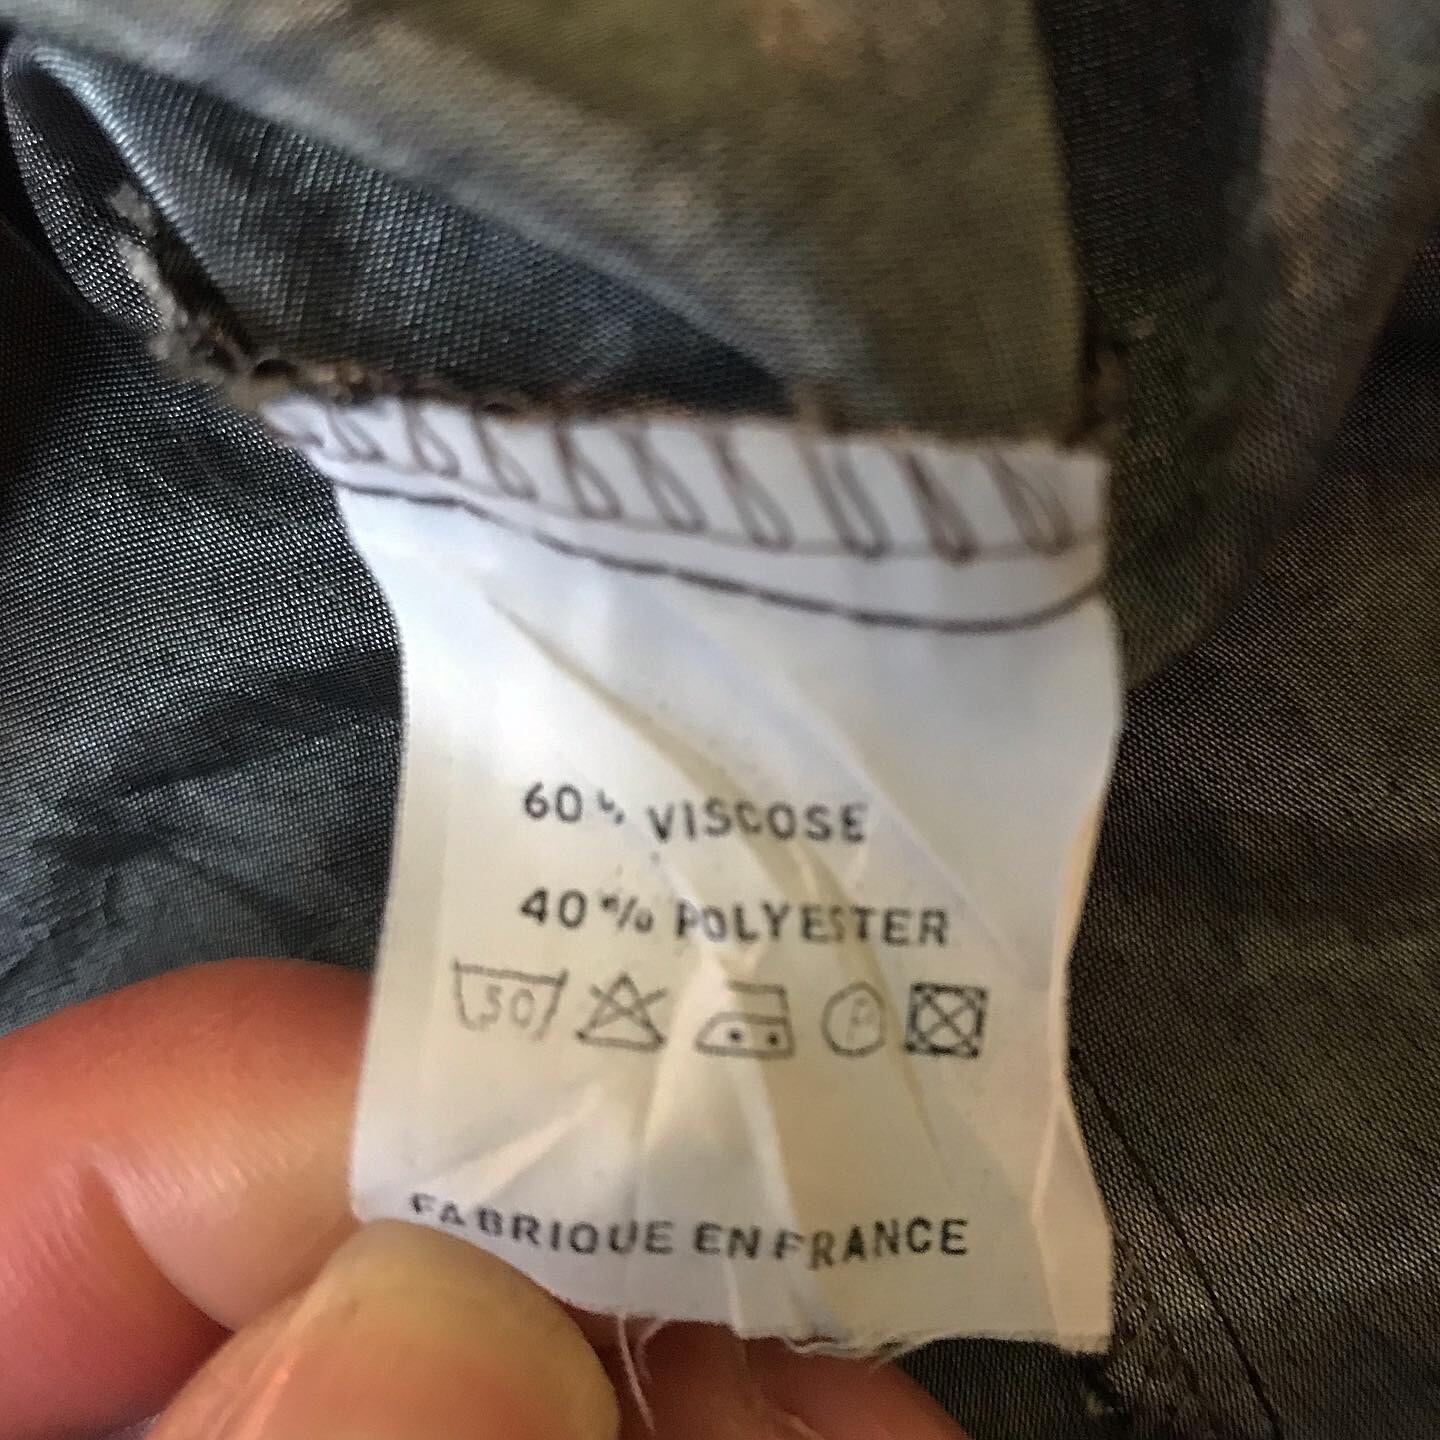 60% VISCOSE
40% POLYESTER
P
FABRIQUE EN FRANCE